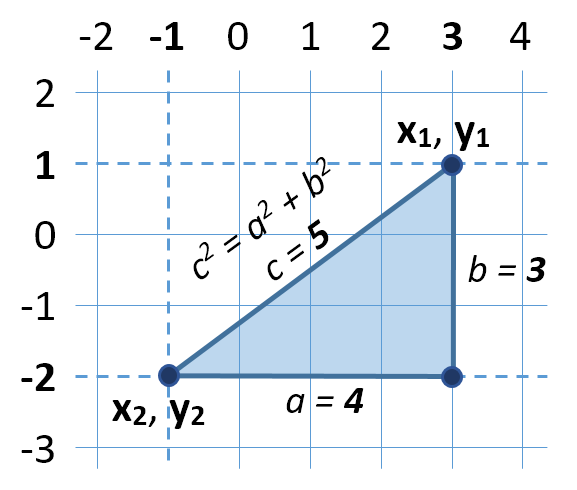 -2 -1 0 1 2 3 4
2
x₁, y₁
1
c² = a² + b²
0
c = 5
b = 3
-1
-2
a = 4
x₂, y₂
-3